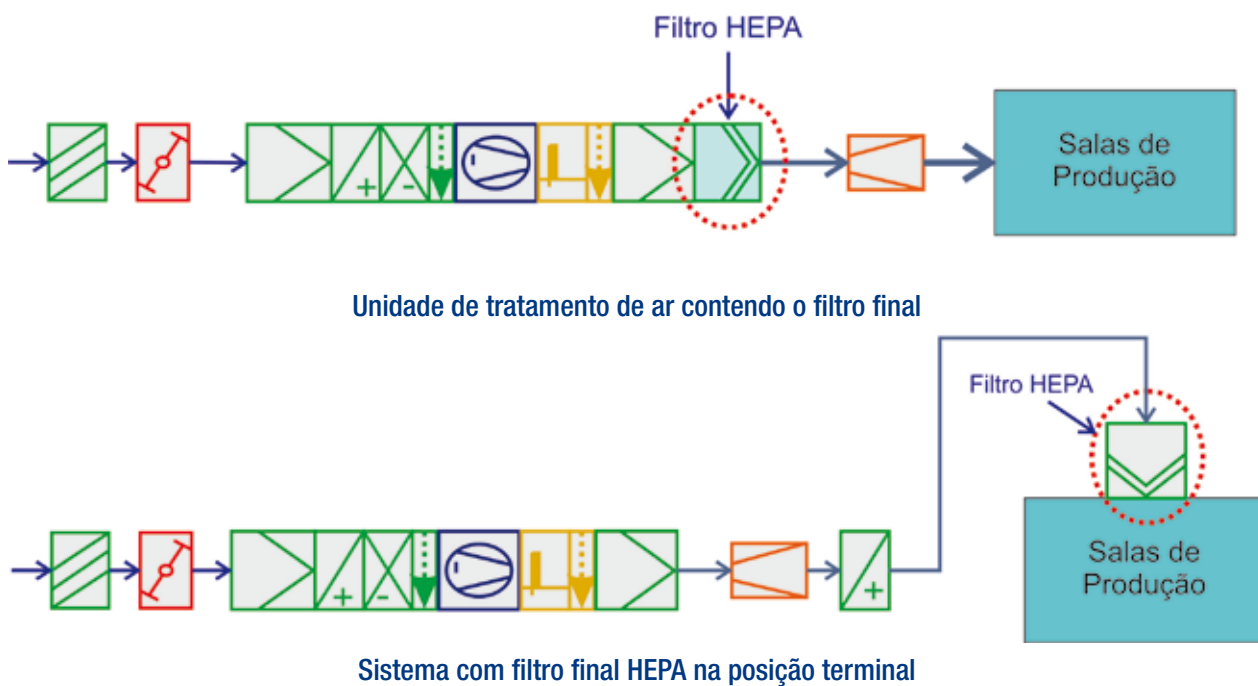 Filtro HEPA
+
-
Salas de
Produção
Unidade de tratamento de ar contendo o filtro final
Filtro HEPA
+
-
+
Salas de
Produção
Sistema com filtro final HEPA na posição terminal